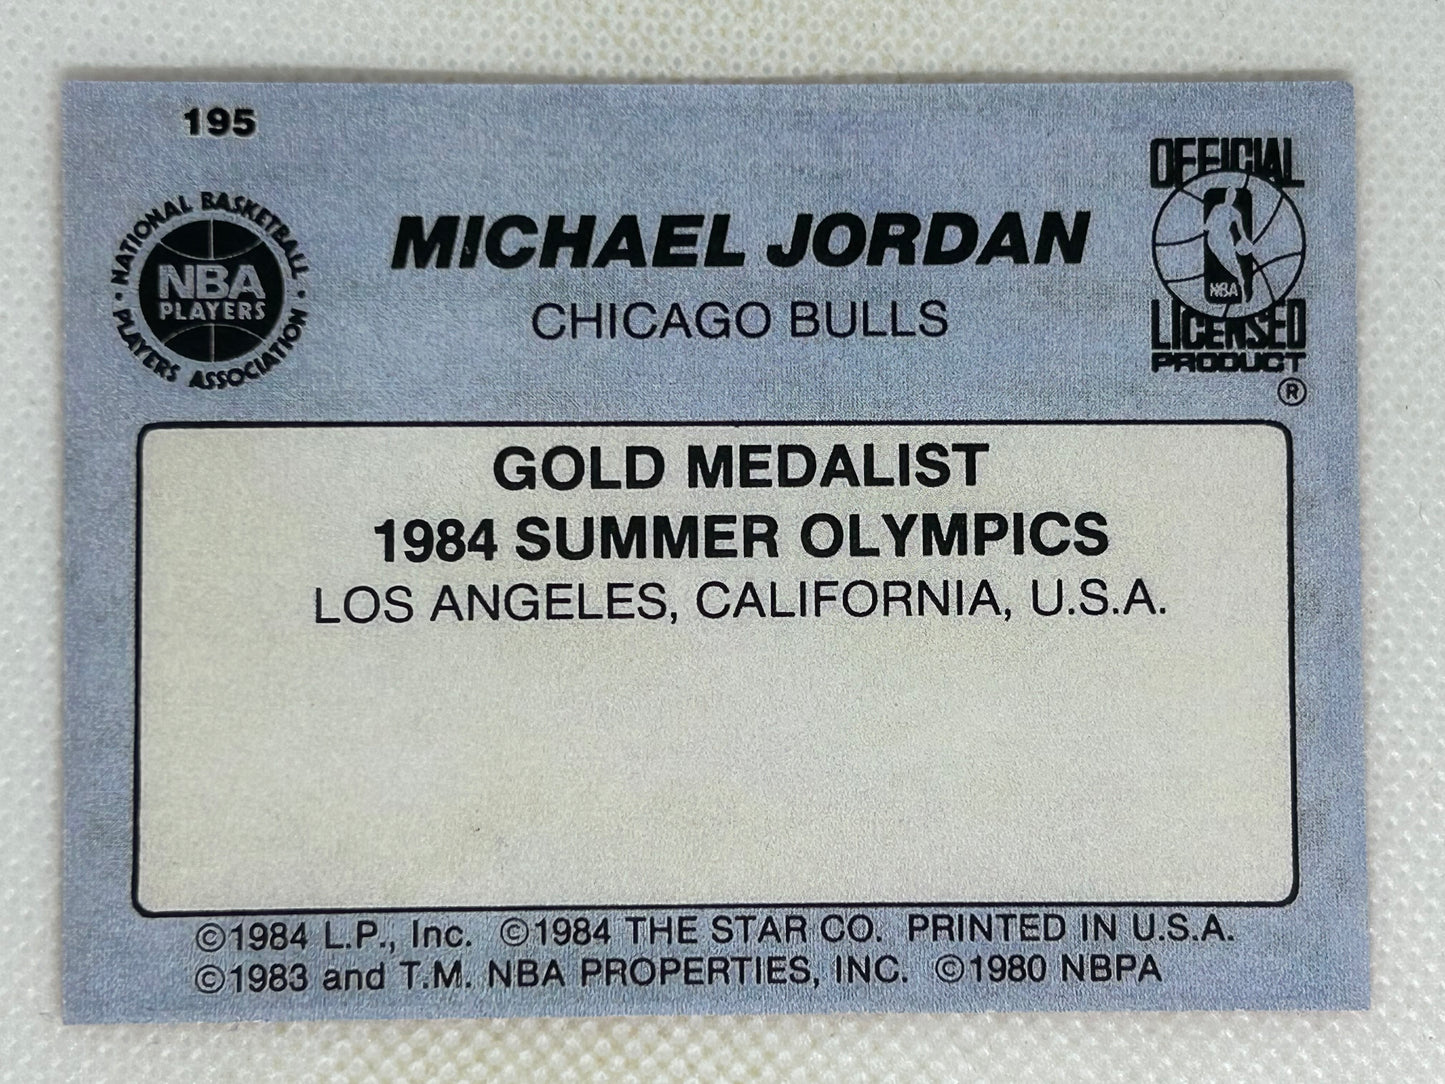 195
NATIONAL BASKETBALL
NBA
PLAYERS
PLAYERS ASSOCIATION
MICHAEL JORDAN
CHICAGO BULLS
OFFICIAL
NBA
LICENSED
PRODUCT
®
GOLD MEDALIST
1984 SUMMER OLYMPICS
LOS ANGELES, CALIFORNIA, U.S.A.
©1984 L.P., Inc. ©1984 THE STAR CO. PRINTED IN U.S.A.
©1983 and T.M. NBA PROPERTIES, INC. ©1980 NBPA